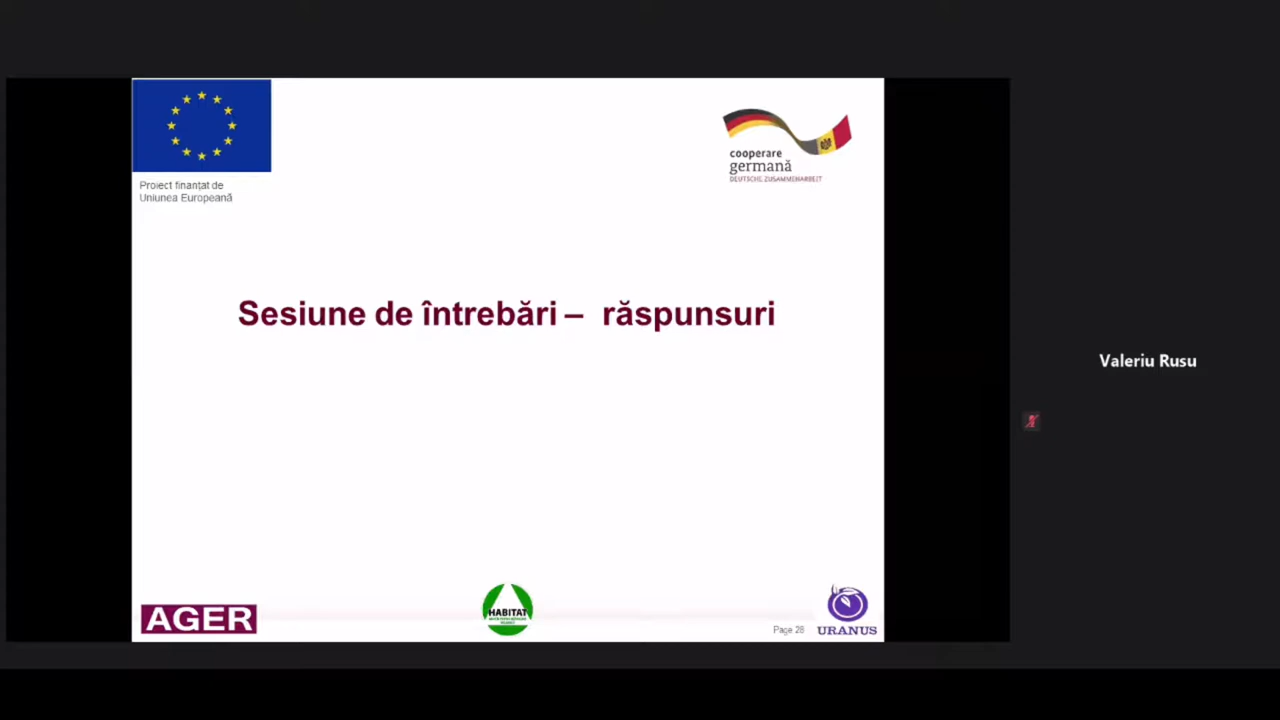 Proiect finanțat de
Uniunea Europeană
cooperare
germană
DEUTSCHE ZUSAMMENARBEIT
Sesiune de întrebări – răspunsuri
Valeriu Rusu
AGER
HABITAT
Page 28
URANUS